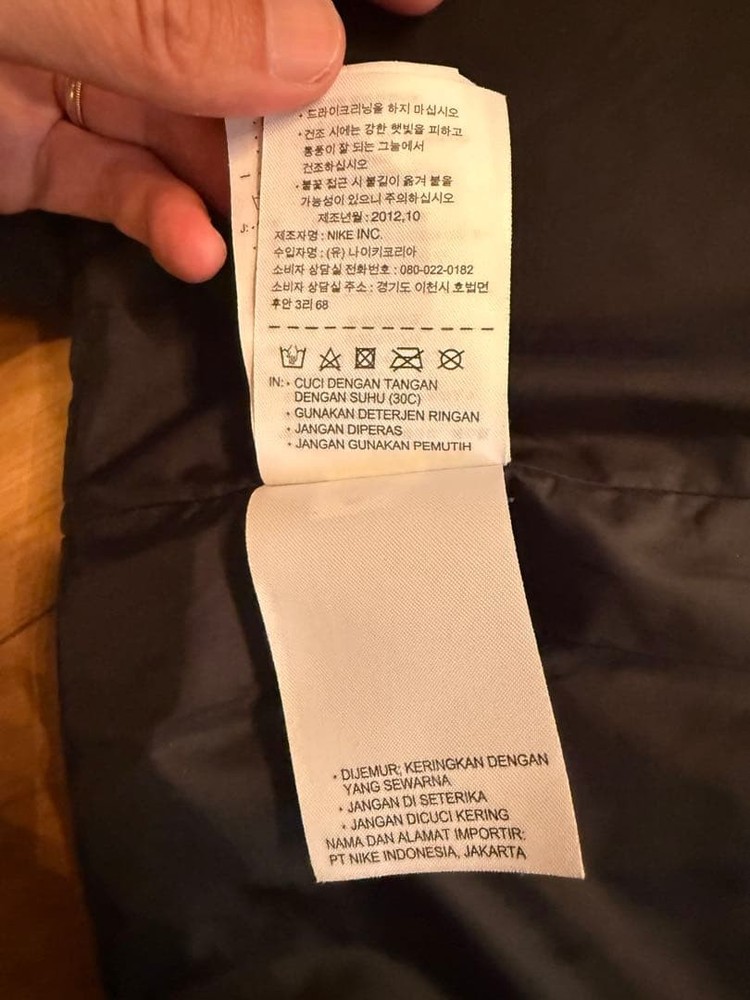 • 드라이크리닝을 하지 마십시오
• 건조 시에는 강한 햇빛을 피하고
통풍이 잘 되는 그늘에서
건조하십시오
• 불꽃 접근 시 불길이 옮겨 붙을
가능성이 있으니 주의하십시오
제조년월 : 2012,10
제조자명 : NIKE INC.
수입자명 : (유) 나이키코리아
소비자 상담실 전화번호 : 080-022-0182
소비자 상담실 주소 : 경기도 이천시 호법면
후안 3리 68
IN: • CUCI DENGAN TANGAN
DENGAN SUHU (30C)
• GUNAKAN DETERJEN RINGAN
• JANGAN DIPERAS
• JANGAN GUNAKAN PEMUTIH
• DIJEMUR; KERINGKAN DENGAN
YANG SEWARNA
• JANGAN DI SETERIKA
• JANGAN DICUCI KERING
NAMA DAN ALAMAT IMPORTIR:
PT NIKE INDONESIA, JAKARTA